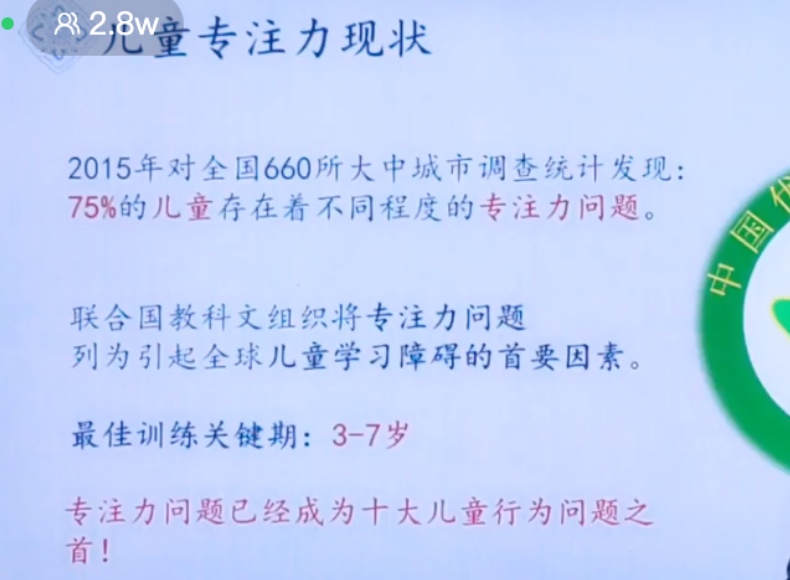 2.8w
儿童专注力现状
2015年对全国660所大中城市调查统计发现：
75%的儿童存在着不同程度的专注力问题。
联合国教科文组织将专注力问题
列为引起全球儿童学习障碍的首要因素。
最佳训练关键期：3-7岁
专注力问题已经成为十大儿童行为问题之
首！
中国优